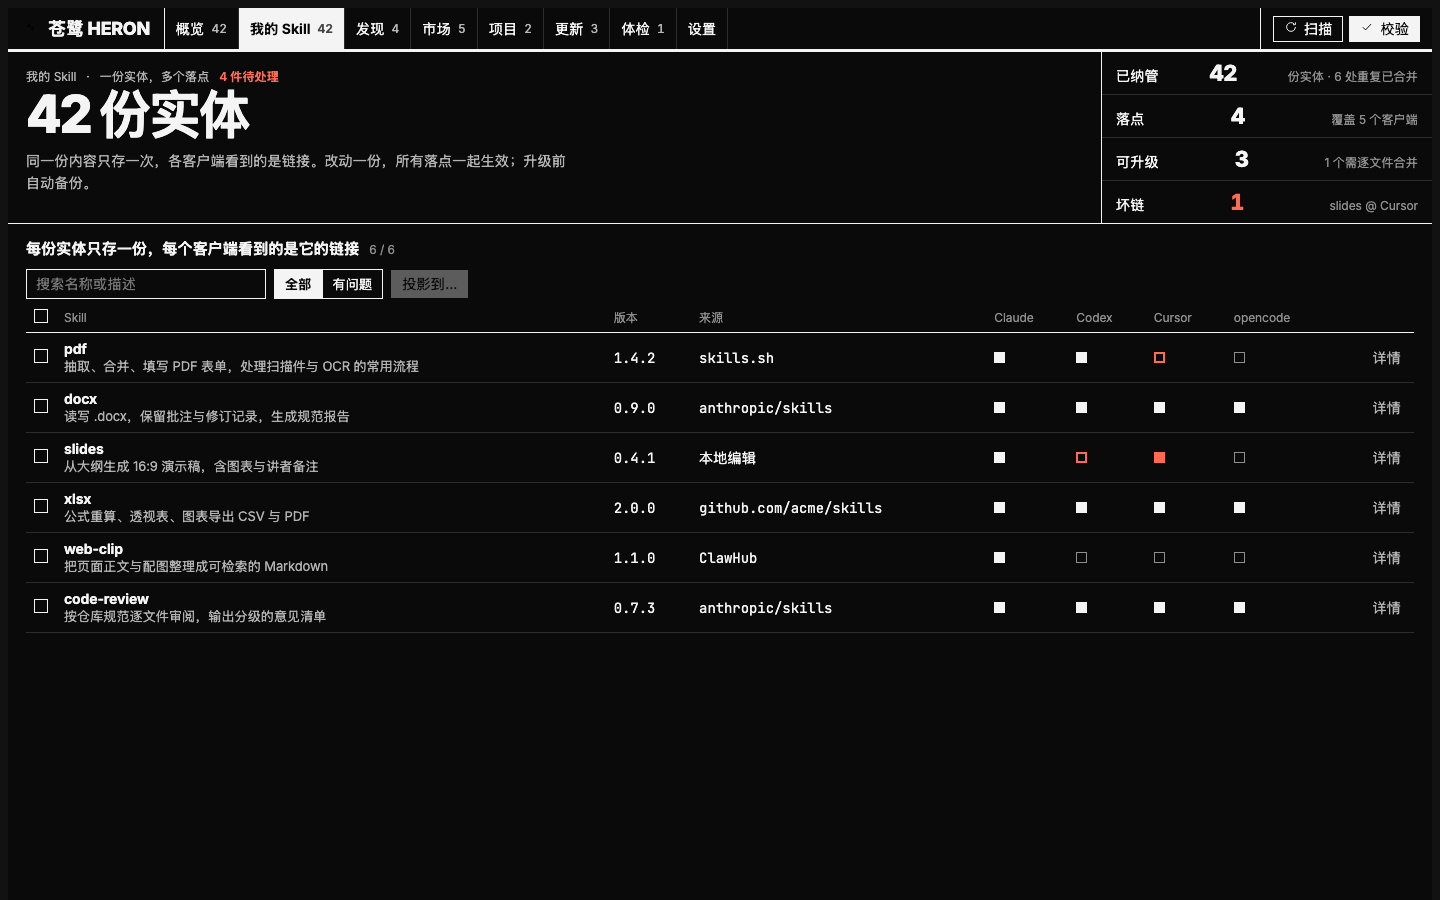 苍鹭 HERON 概览 42 我的 Skill 42 发现 4 市场 5 项目 2 更新 3 体检 1 设置 扫描 校验
我的 Skill · 一份实体，多个落点 4 件待处理
42 份实体
同一份内容只存一次，各客户端看到的是链接。改动一份，所有落点一起生效；升级前
自动备份。
已纳管 42 份实体 · 6 处重复已合并
落点 4 覆盖 5 个客户端
可升级 3 1 个需逐文件合并
坏链 1 slides @ Cursor
每份实体只存一份，每个客户端看到的是它的链接 6 / 6
搜索名称或描述 全部 有问题 投影到...
Skill 版本 来源 Claude Codex Cursor opencode
pdf
抽取、合并、填写 PDF 表单，处理扫描件与 OCR 的常用流程
1.4.2 skills.sh 详情
docx
读写 .docx，保留批注与修订记录，生成规范报告
0.9.0 anthropic/skills 详情
slides
从大纲生成 16:9 演示稿，含图表与讲者备注
0.4.1 本地编辑 详情
xlsx
公式重算、透视表、图表导出 CSV 与 PDF
2.0.0 github.com/acme/skills 详情
web-clip
把页面正文与配图整理成可检索的 Markdown
1.1.0 ClawHub 详情
code-review
按仓库规范逐文件审阅，输出分级的意见清单
0.7.3 anthropic/skills 详情